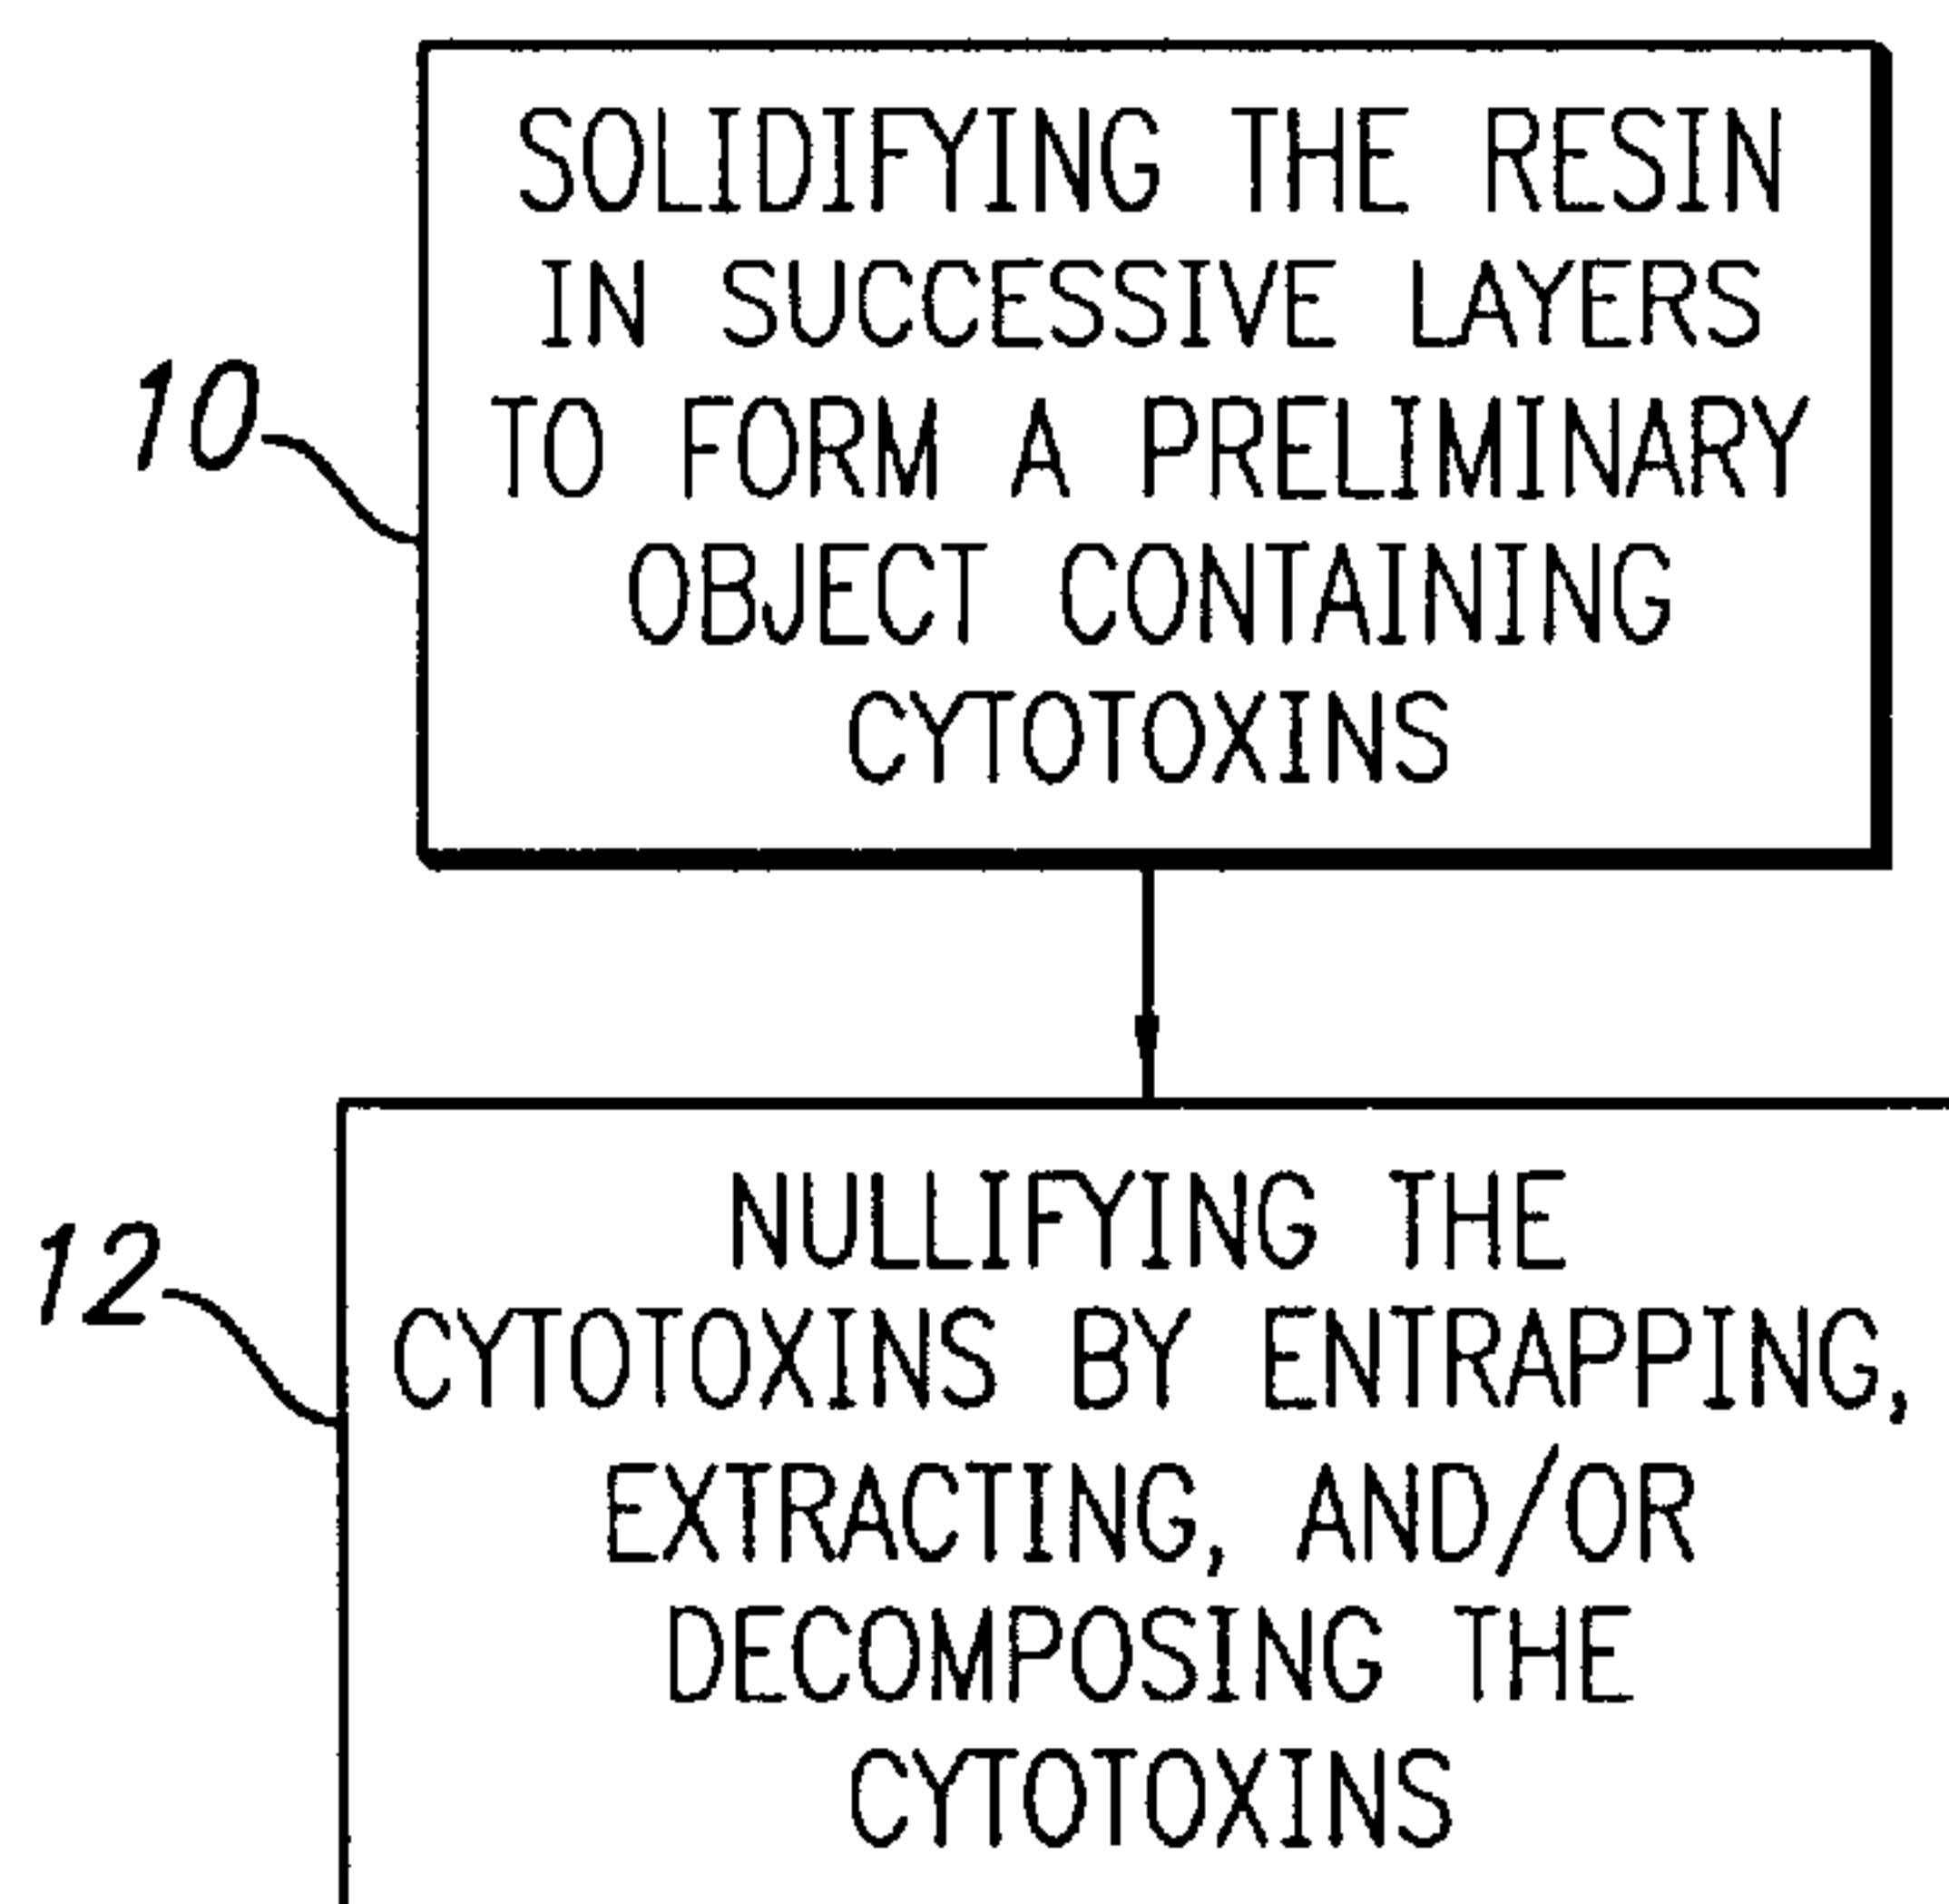 SOLIDIFYING THE RESIN
IN SUCCESSIVE LAYERS
TO FORM A PRELIMINARY
OBJECT CONTAINING
CYTOTOXINS
10
NULLIFYING THE
CYTOTOXINS BY ENTRAPPING,
EXTRACTING, AND/OR
DECOMPOSING THE
CYTOTOXINS
12